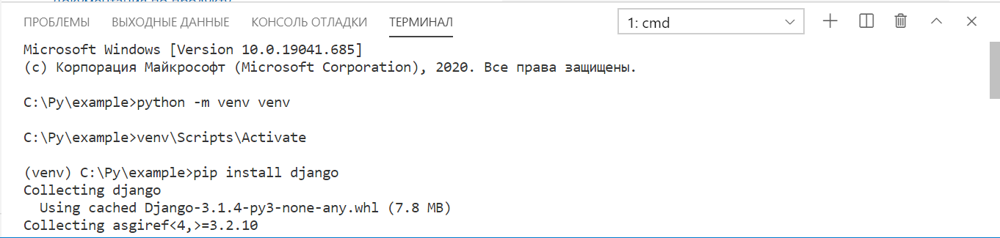 Документация по продукту
ПРОБЛЕМЫ ВЫХОДНЫЕ ДАННЫЕ КОНСОЛЬ ОТЛАДКИ ТЕРМИНАЛ 1: cmd
Microsoft Windows [Version 10.0.19041.685]
(c) Корпорация Майкрософт (Microsoft Corporation), 2020. Все права защищены.
C:\Py\example>python -m venv venv
C:\Py\example>venv\Scripts\Activate
(venv) C:\Py\example>pip install django
Collecting django
Using cached Django-3.1.4-py3-none-any.whl (7.8 MB)
Collecting asgiref<4,>=3.2.10